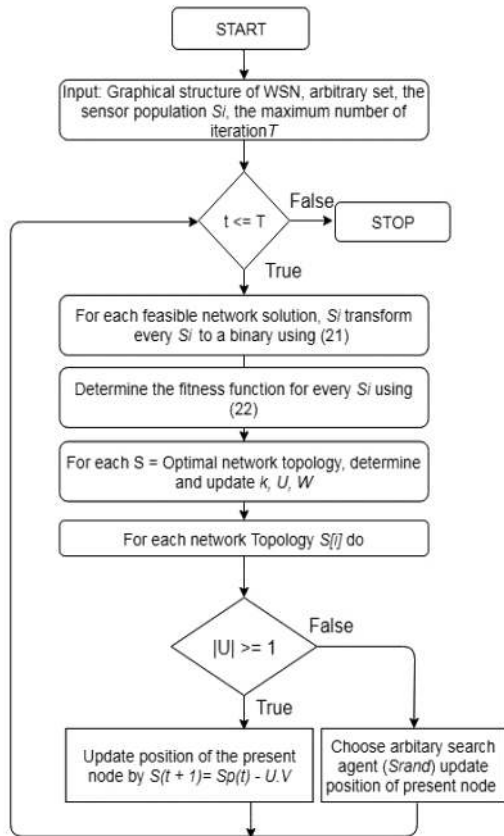 START
Input: Graphical structure of WSN, arbitrary set, the
sensor population Si, the maximum number of
iterationT
t <= T
False
STOP
True
For each feasible network solution, Si transform
every Si to a binary using (21)
Determine the fitness function for every Si using
(22)
For each S = Optimal network topology, determine
and update k, U, W
For each network Topology S[i] do
|U| >= 1
False
True
Update position of the present
node by S(t + 1)= Sp(t) - U.V
Choose arbitary search
agent (Srand) update
position of present node